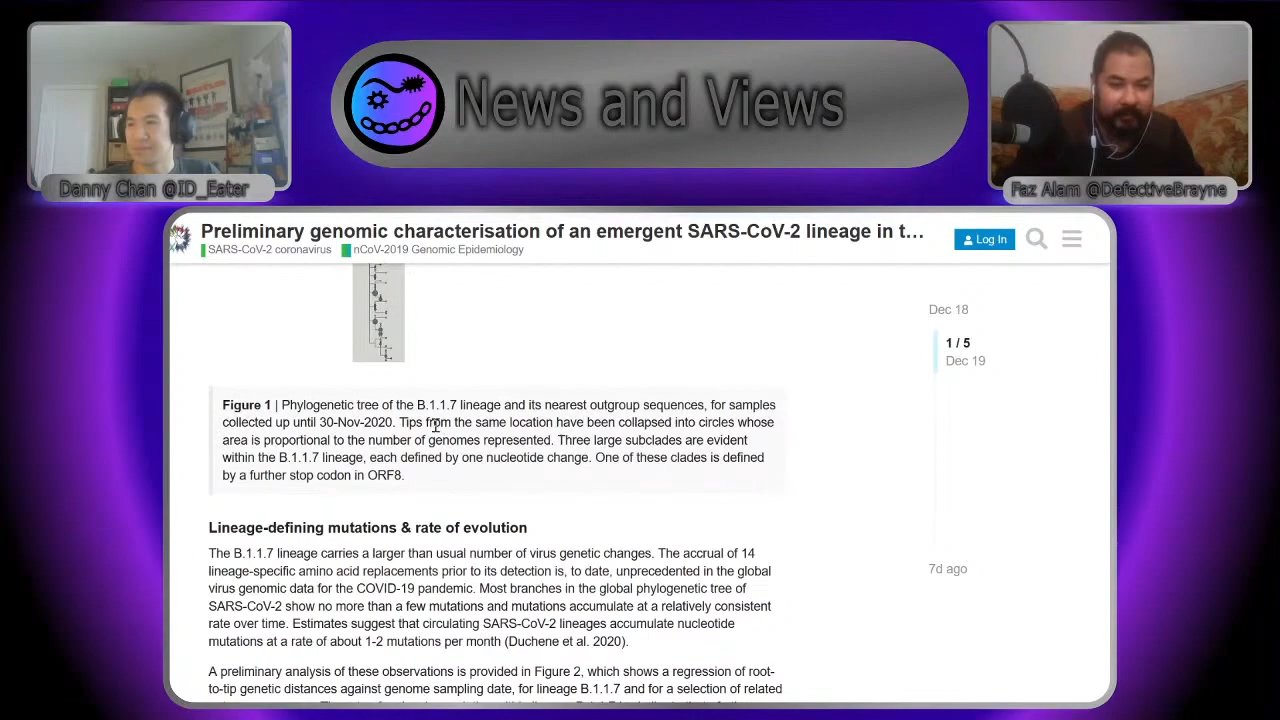 News and Views
Danny Chan @ID_Eater
Faz Alam @DefectiveBrayne
Preliminary genomic characterisation of an emergent SARS-CoV-2 lineage in t...
SARS-CoV-2 coronavirus nCoV-2019 Genomic Epidemiology
Log In
Dec 18
1 / 5
Dec 19
7d ago
Figure 1 | Phylogenetic tree of the B.1.1.7 lineage and its nearest outgroup sequences, for samples
collected up until 30-Nov-2020. Tips from the same location have been collapsed into circles whose
area is proportional to the number of genomes represented. Three large subclades are evident
within the B.1.1.7 lineage, each defined by one nucleotide change. One of these clades is defined
by a further stop codon in ORF8.
Lineage-defining mutations & rate of evolution
The B.1.1.7 lineage carries a larger than usual number of virus genetic changes. The accrual of 14
lineage-specific amino acid replacements prior to its detection is, to date, unprecedented in the global
virus genomic data for the COVID-19 pandemic. Most branches in the global phylogenetic tree of
SARS-CoV-2 show no more than a few mutations and mutations accumulate at a relatively consistent
rate over time. Estimates suggest that circulating SARS-CoV-2 lineages accumulate nucleotide
mutations at a rate of about 1-2 mutations per month (Duchene et al. 2020).
A preliminary analysis of these observations is provided in Figure 2, which shows a regression of root-
to-tip genetic distances against genome sampling date, for lineage B.1.1.7 and for a selection of related